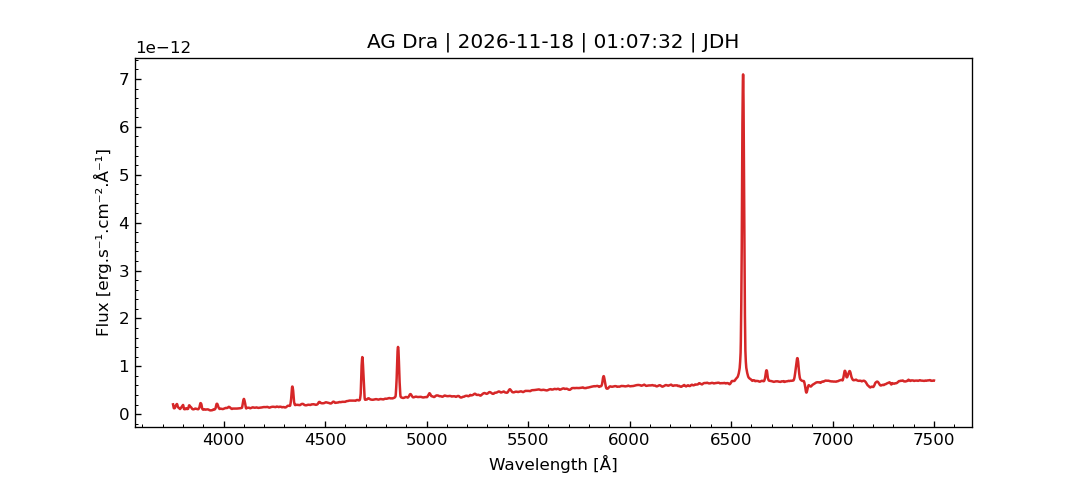 AG Dra | 2026-11-18 | 01:07:32 | JDH
1e−12
Flux [erg.s⁻¹.cm⁻².Å⁻¹]
7
6
5
4
3
2
1
0
4000 4500 5000 5500 6000 6500 7000 7500
Wavelength [Å]